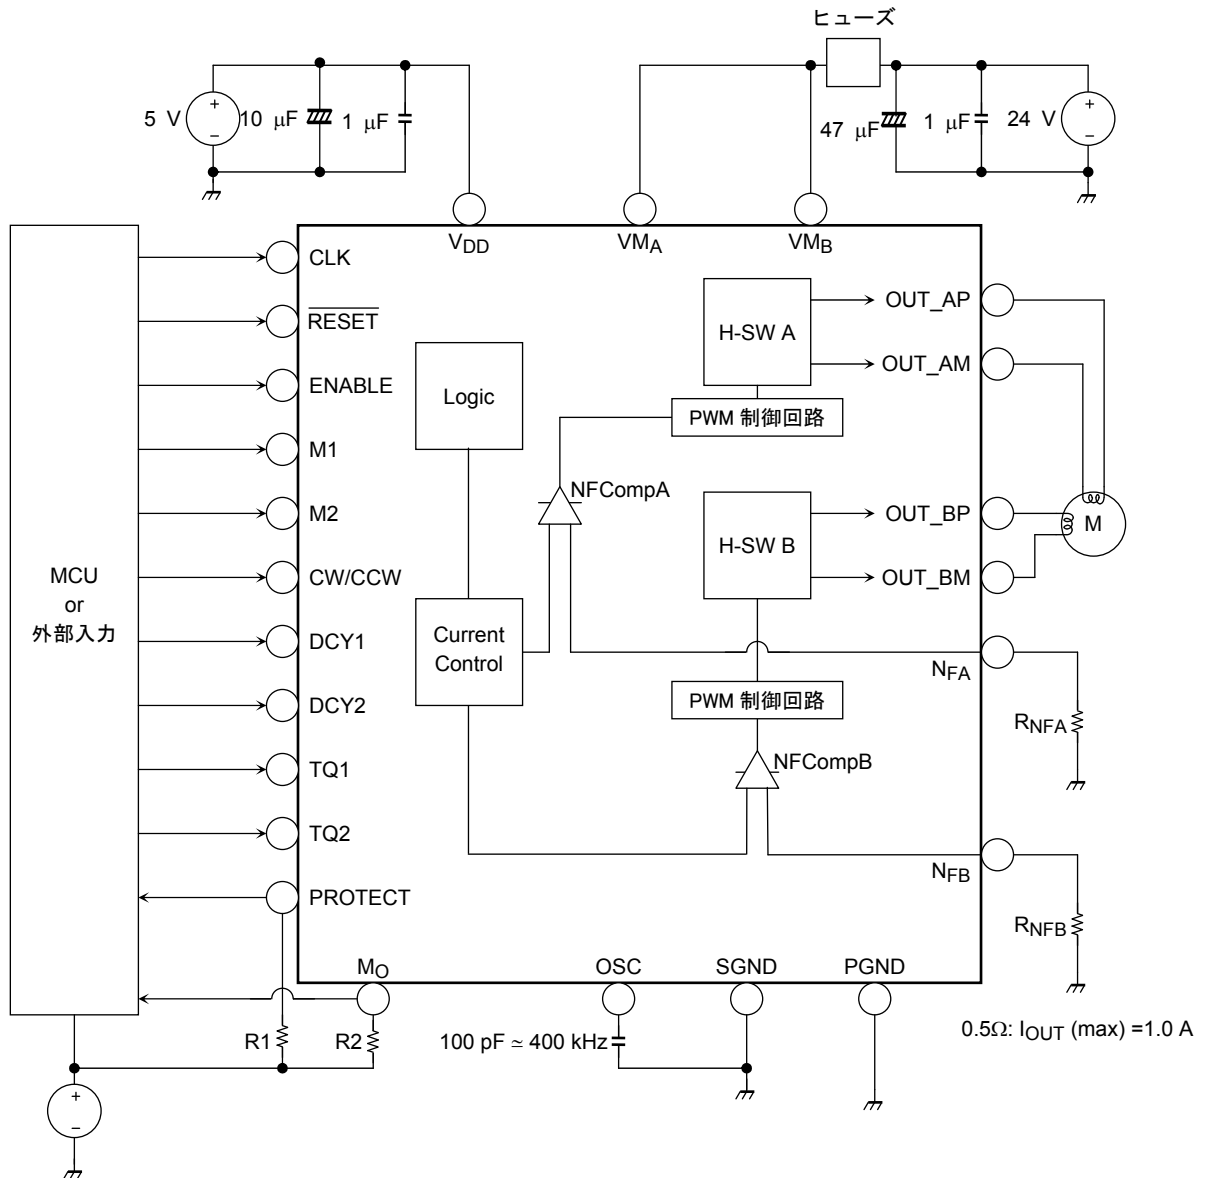 ヒューズ
5 V
10 μF
1 μF
47 μF
1 μF
24 V
VDD
VMA
VMB
CLK
RESET
ENABLE
M1
M2
CW/CCW
DCY1
DCY2
TQ1
TQ2
PROTECT
MCU
or
外部入力
Logic
Current
Control
H-SW A
PWM 制御回路
NFCompA
H-SW B
PWM 制御回路
NFCompB
OUT_AP
OUT_AM
OUT_BP
OUT_BM
M
NFA
RNFA
NFB
RNFB
MO
OSC
SGND
PGND
R1
R2
100 pF ≃ 400 kHz
0.5Ω: IOUT (max) =1.0 A